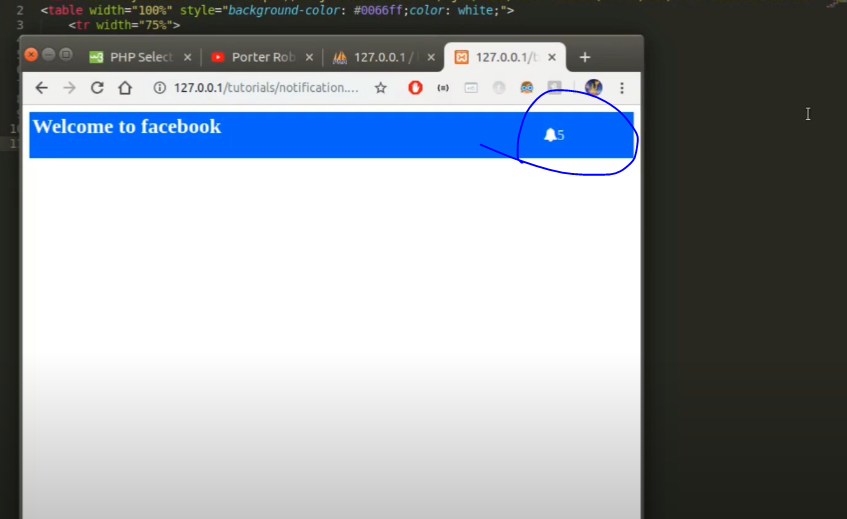 2 <table width="100%" style="background-color: #0066ff;color: white;">
3 <tr width="75%">
PHP Select
Porter Rob
127.0.0.1 /
127.0.0.1/t
127.0.0.1/tutorials/notification....
Welcome to facebook
5